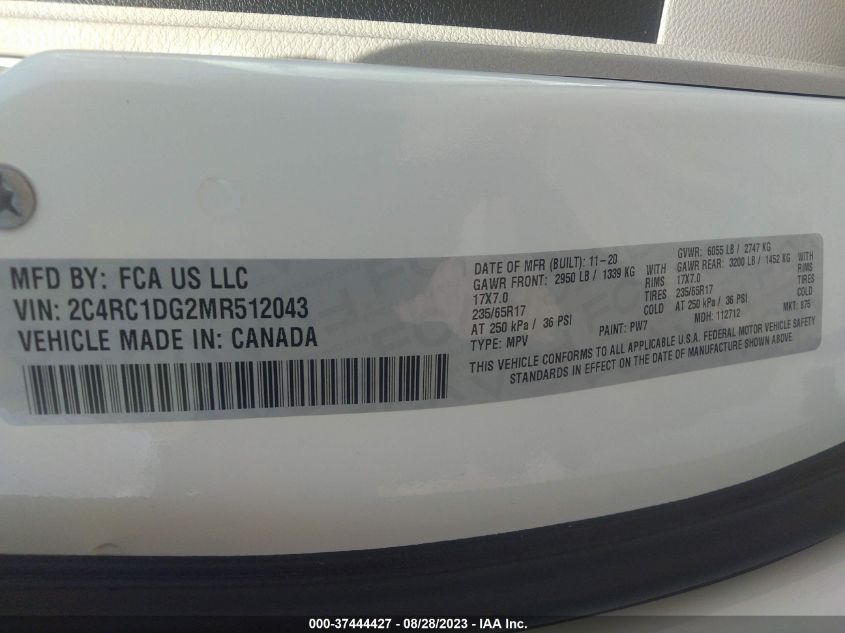 MFD BY: FCA US LLC
VIN: 2C4RC1DG2MR512043
VEHICLE MADE IN: CANADA
DATE OF MFR (BUILT): 11-20
GAWR FRONT: 2950 LB / 1339 KG WITH
17X7.0 RIMS
235/65R17 TIRES
AT 250 kPa / 36 PSI COLD
TYPE: MPV PAINT: PW7
GVWR: 6055 LB / 2747 KG
GAWR REAR: 3200 LB / 1452 KG WITH
17X7.0 RIMS
235/65R17 TIRES
AT 250 kPa / 36 PSI COLD
MDH: 112712 MKT: 875
THIS VEHICLE CONFORMS TO ALL APPLICABLE U.S.A. FEDERAL MOTOR VEHICLE SAFETY
STANDARDS IN EFFECT ON THE DATE OF MANUFACTURE SHOWN ABOVE.
000-37444427 - 08/28/2023 - IAA Inc.